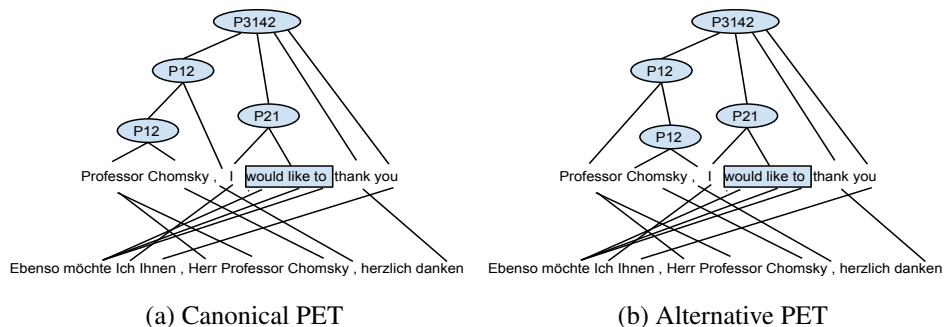 P3142
P12
P12
P21
Professor Chomsky , I would like to thank you
Ebenso möchte Ich Ihnen , Herr Professor Chomsky , herzlich danken
(a) Canonical PET
P3142
P12
P12
P21
Professor Chomsky , I would like to thank you
Ebenso möchte Ich Ihnen , Herr Professor Chomsky , herzlich danken
(b) Alternative PET